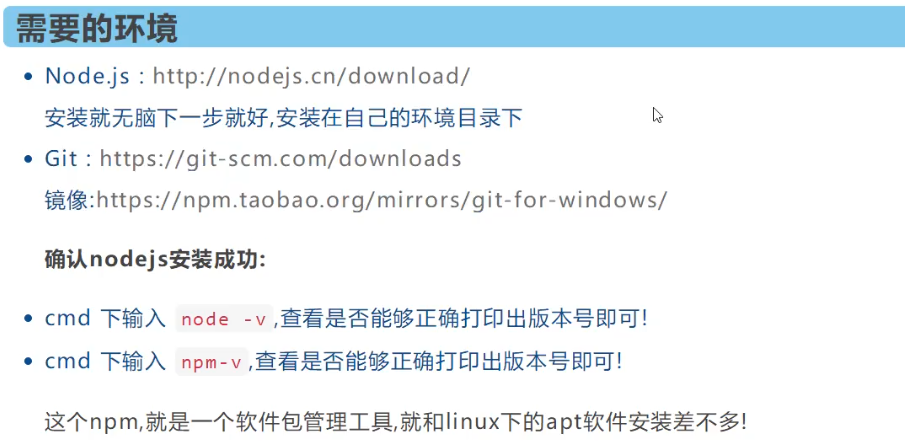 需要的环境
Node.js : http://nodejs.cn/download/
安装就无脑下一步就好,安装在自己的环境目录下
Git : https://git-scm.com/downloads
镜像:https://npm.taobao.org/mirrors/git-for-windows/
确认nodejs安装成功:
cmd 下输入 node -v,查看是否能够正确打印出版本号即可!
cmd 下输入 npm-v,查看是否能够正确打印出版本号即可!
这个npm,就是一个软件包管理工具,就和linux下的apt软件安装差不多!